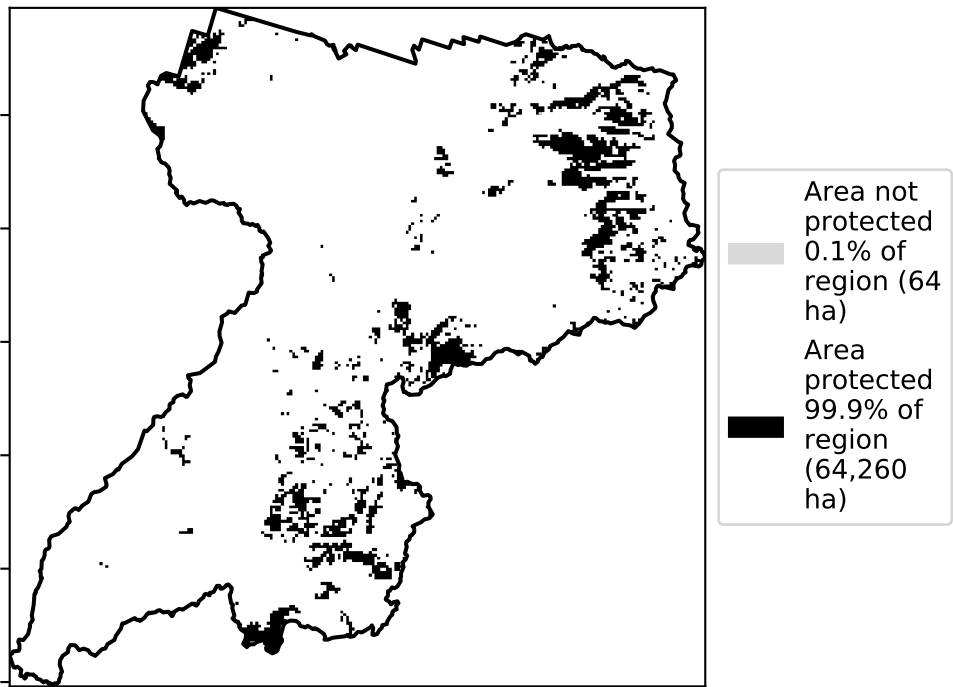 Area not
protected
0.1% of
region (64
ha)
Area
protected
99.9% of
region
(64,260
ha)